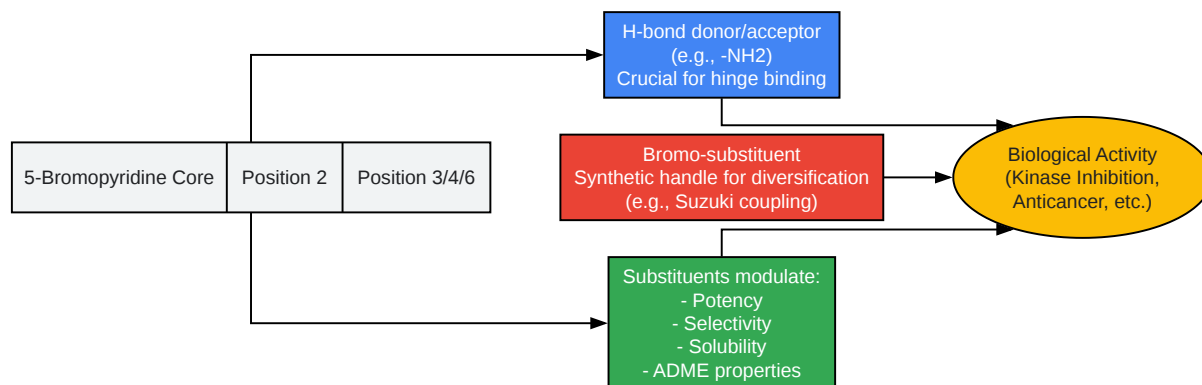 5-Bromopyridine Core
Position 2
Position 3/4/6
H-bond donor/acceptor
(e.g., -NH2)
Crucial for hinge binding
Bromo-substituent
Synthetic handle for diversification
(e.g., Suzuki coupling)
Substituents modulate:
- Potency
- Selectivity
- Solubility
- ADME properties
Biological Activity
(Kinase Inhibition,
Anticancer, etc.)